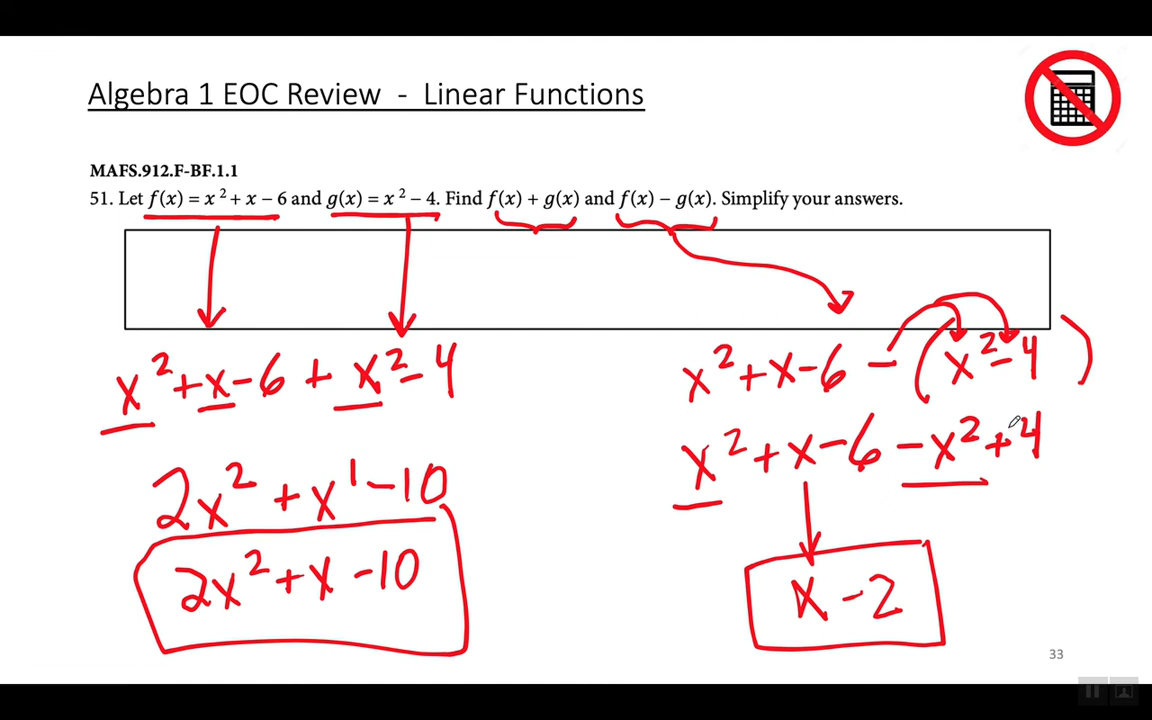 Algebra 1 EOC Review - Linear Functions
MAFS.912.F-BF.1.1
51. Let f(x) = x² + x − 6 and g(x) = x² − 4. Find f(x) + g(x) and f(x) − g(x). Simplify your answers.
x² + x − 6 + x² − 4
2x² + x¹ − 10
2x² + x − 10
x² + x − 6 − (x² − 4)
x² + x − 6 − x² + 4
x − 2
33